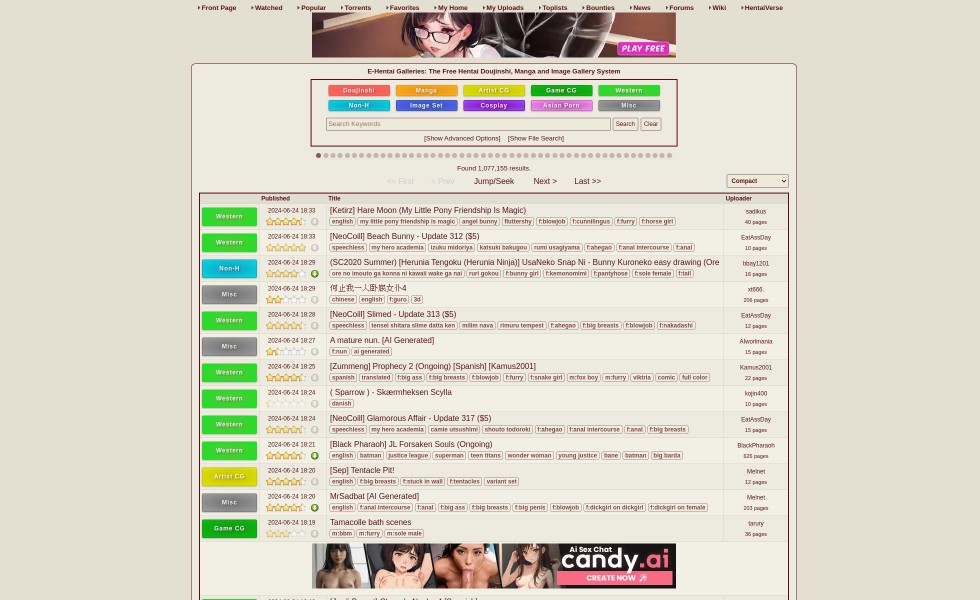 Front Page Watched Popular Torrents Favorites My Home My Uploads Toplists Bounties News Forums Wiki HentaiVerse
PLAY FREE
E-Hentai Galleries: The Free Hentai Doujinshi, Manga and Image Gallery System
Doujinshi Manga Artist CG Game CG Western
Non-H Image Set Cosplay Asian Porn Misc
Search Keywords Search Clear
[Show Advanced Options] [Show File Search]
Found 1,077,155 results.
<< First < Prev Jump/Seek Next > Last >> Compact
Published Title Uploader
Western 2024-06-24 18:33 [Ketirz] Hare Moon (My Little Pony Friendship Is Magic) sadikus
english my little pony friendship is magic angel bunny fluttershy f:blowjob f:cunnilingus f:furry f:horse girl 40 pages
Western 2024-06-24 18:33 [NeoCoill] Beach Bunny - Update 312 ($5) EatAssDay
speechless my hero academia izuku midoriya katsuki bakugou rumi usagiyama f:ahegao f:anal intercourse f:anal 10 pages
Non-H 2024-06-24 18:29 (SC2020 Summer) [Herunia Tengoku (Herunia Ninja)] UsaNeko Snap Ni - Bunny Kuroneko easy drawing (Ore bbay1201
ore no imouto ga konna ni kawaii wake ga nai ruri gokou f:bunny girl f:kemonomimi f:pantyhose f:sole female f:tail 16 pages
Misc 2024-06-24 18:29 何止我一人卧底女仆4 xt666.
chinese english f:guro 3d 206 pages
Western 2024-06-24 18:28 [NeoCoill] Slimed - Update 313 ($5) EatAssDay
speechless tensei shitara slime datta ken milim nava rimuru tempest f:ahegao f:big breasts f:blowjob f:nakadashi 12 pages
Misc 2024-06-24 18:27 A mature nun. [AI Generated] AIworlmania
f:nun ai generated 15 pages
Western 2024-06-24 18:25 [Zummeng] Prophecy 2 (Ongoing) [Spanish] [Kamus2001] Kamus2001
spanish translated f:big ass f:big breasts f:blowjob f:furry f:snake girl m:fox boy m:furry viktria comic full color 22 pages
Western 2024-06-24 18:24 ( Sparrow ) - Skærmheksen Scylla kojin400
danish 10 pages
Western 2024-06-24 18:24 [NeoCoill] Glamorous Affair - Update 317 ($5) EatAssDay
speechless my hero academia camie utsushimi shouto todoroki f:ahegao f:anal intercourse f:anal f:big breasts 15 pages
Western 2024-06-24 18:21 [Black Pharaoh] JL Forsaken Souls (Ongoing) BlackPharaoh
english batman justice league superman teen titans wonder woman young justice bane batman big barda 626 pages
Artist CG 2024-06-24 18:20 [Sep] Tentacle Pit! Melnet
english f:big breasts f:stuck in wall f:tentacles variant set 12 pages
Misc 2024-06-24 18:20 MrSadbat [AI Generated] Melnet
english f:anal intercourse f:anal f:big ass f:big breasts f:big penis f:blowjob f:dickgirl on dickgirl f:dickgirl on female 203 pages
Game CG 2024-06-24 18:19 Tamacolle bath scenes tarury
m:bbm m:furry m:sole male 36 pages
Ai Sex Chat
candy.ai
CREATE NOW